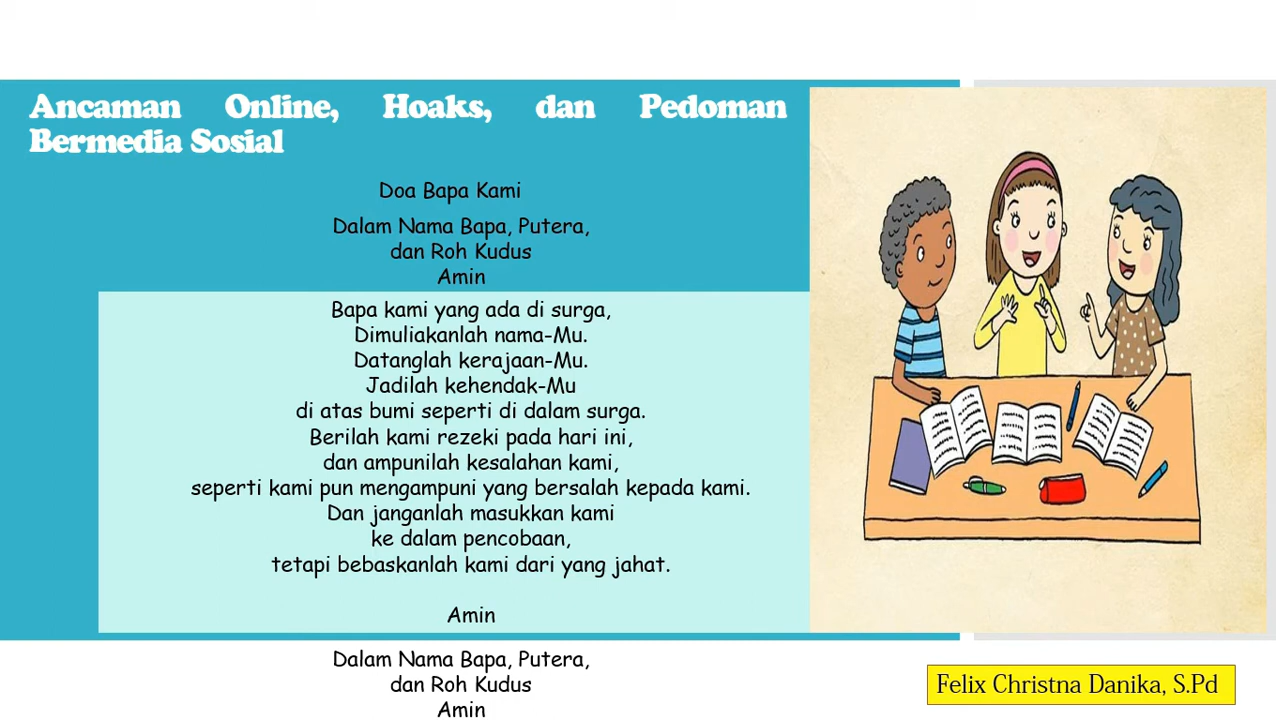 Ancaman Online, Hoaks, dan Pedoman
Bermedia Sosial
Doa Bapa Kami
Dalam Nama Bapa, Putera,
dan Roh Kudus
Amin
Bapa kami yang ada di surga,
Dimuliakanlah nama-Mu.
Datanglah kerajaan-Mu.
Jadilah kehendak-Mu
di atas bumi seperti di dalam surga.
Berilah kami rezeki pada hari ini,
dan ampunilah kesalahan kami,
seperti kami pun mengampuni yang bersalah kepada kami.
Dan janganlah masukkan kami
ke dalam pencobaan,
tetapi bebaskanlah kami dari yang jahat.
Amin
Dalam Nama Bapa, Putera,
dan Roh Kudus
Amin
Felix Christna Danika, S.Pd